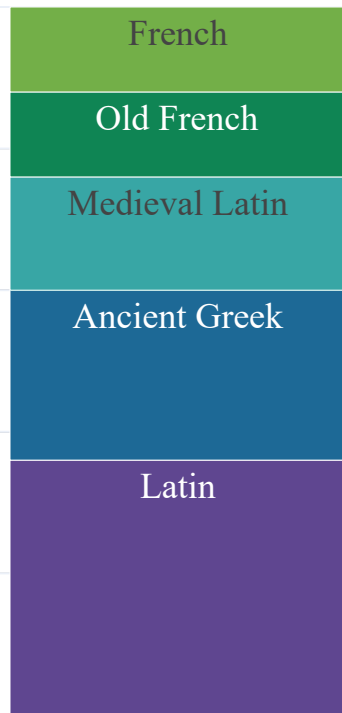 French
Old French
Medieval Latin
Ancient Greek
Latin